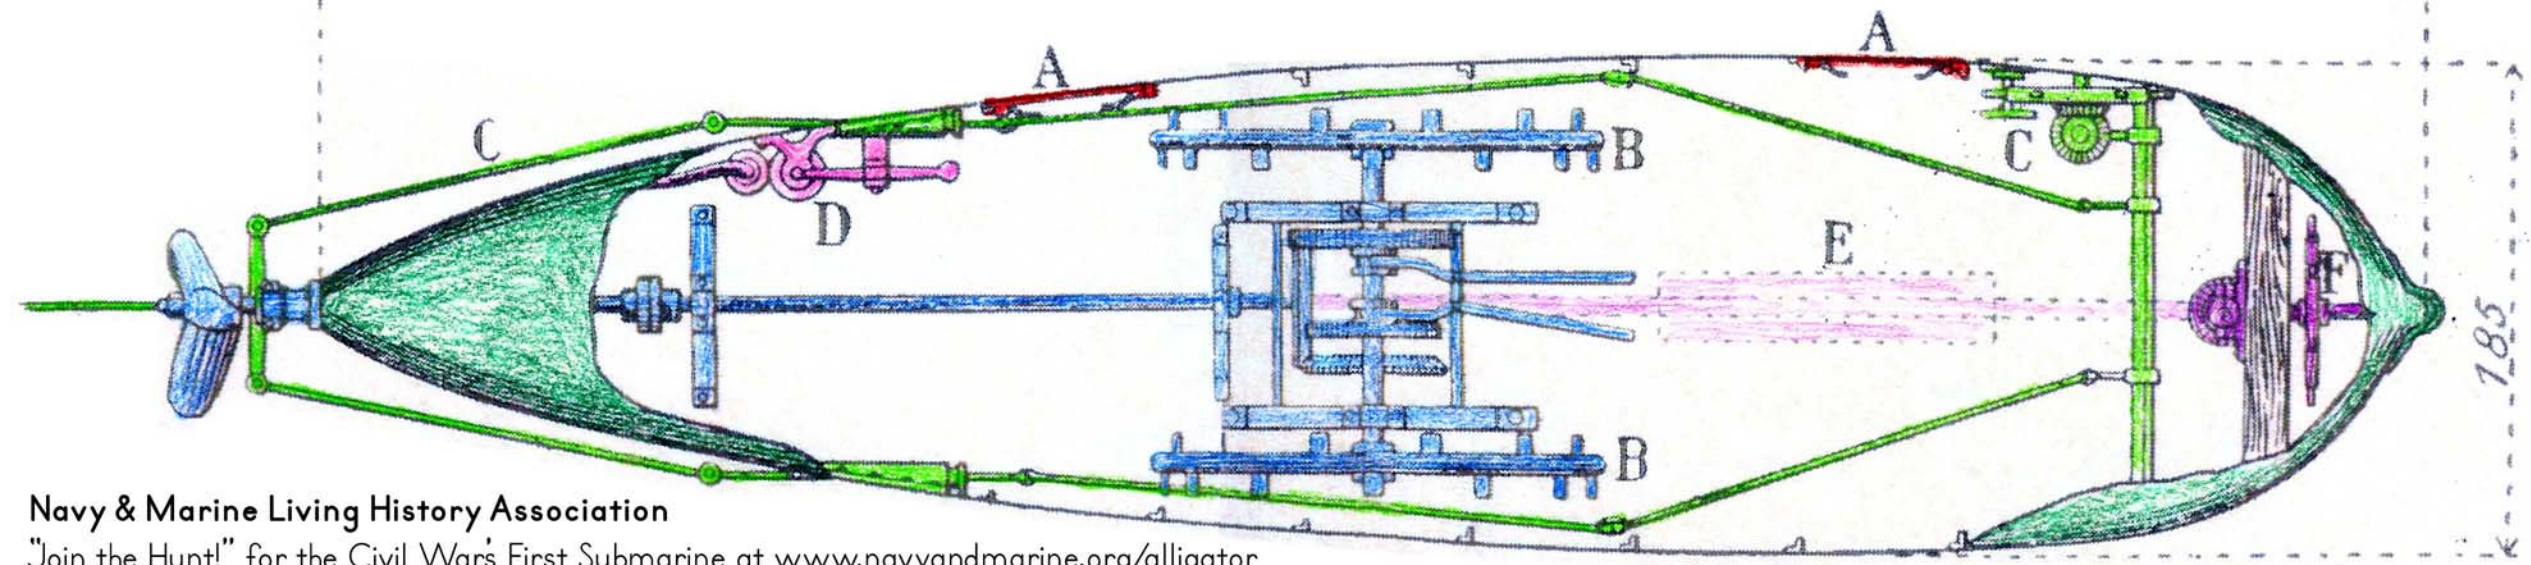 A
A
C
B
C
D
E
F
B
185
Navy & Marine Living History Association
"Join the Hunt!" for the Civil War's First Submarine at www.navyandmarine.org/alligator